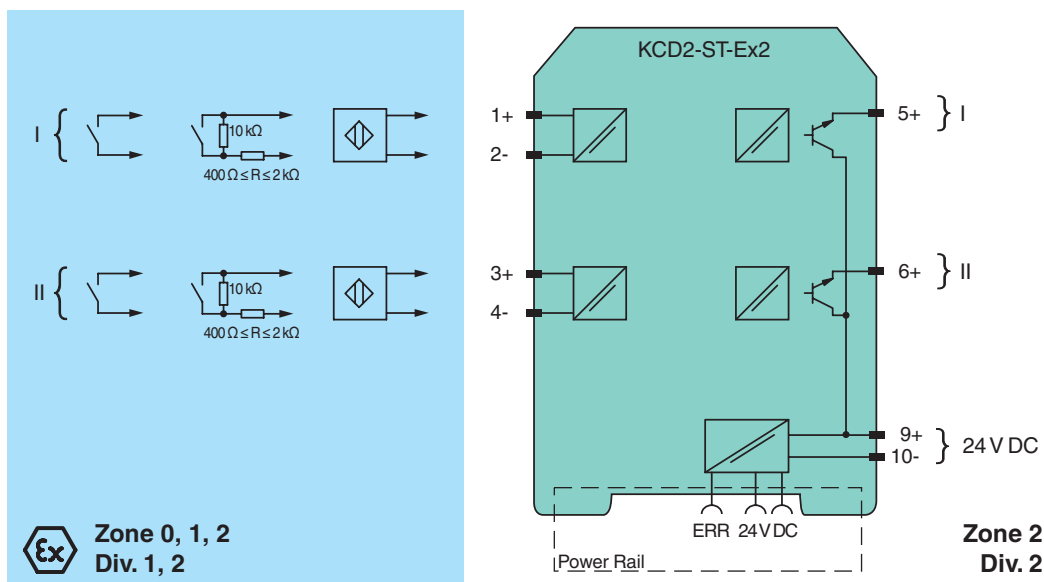 KCD2-ST-Ex2
I
10 kΩ
400 Ω ≤ R ≤ 2 kΩ
1+
2-
5+
I
II
10 kΩ
400 Ω ≤ R ≤ 2 kΩ
3+
4-
6+
II
9+
10-
24 V DC
ERR 24 V DC
Power Rail
Ex
Zone 0, 1, 2
Div. 1, 2
Zone 2
Div. 2